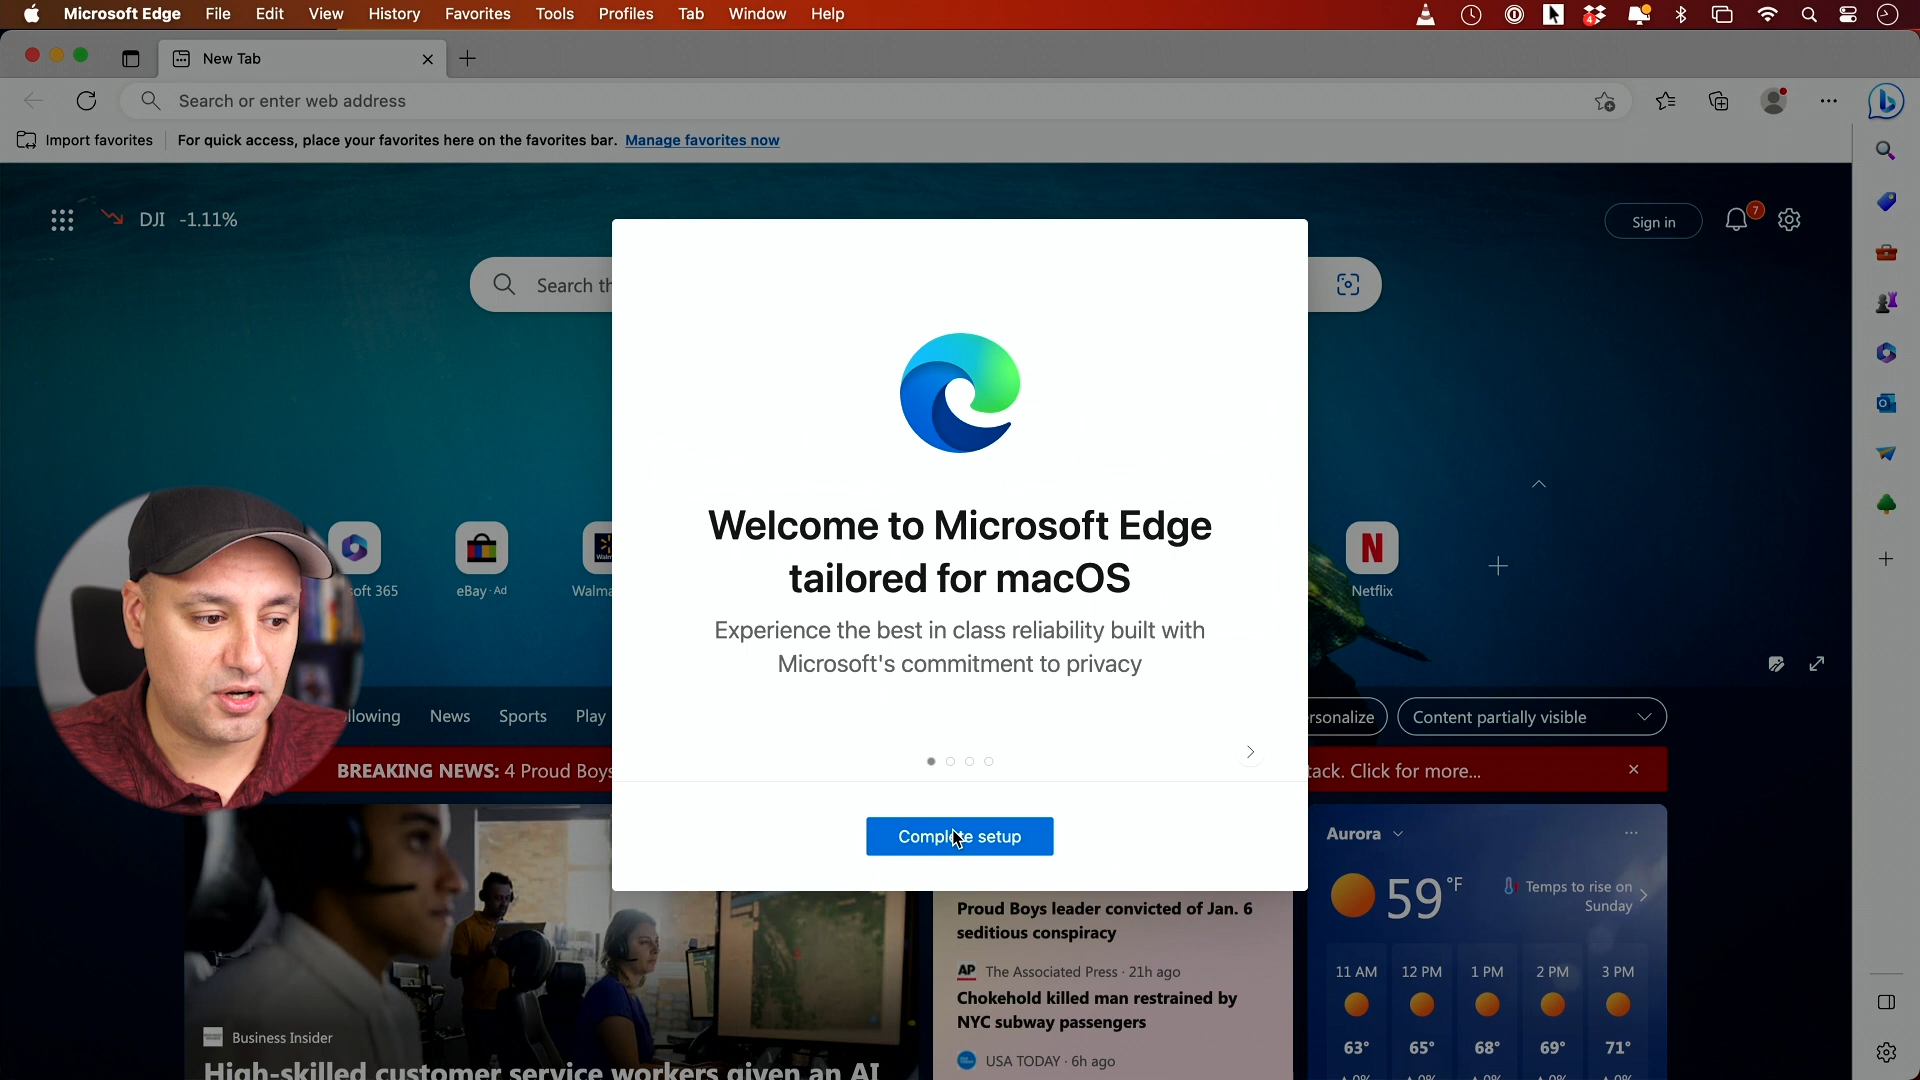 Microsoft Edge File Edit View History Favorites Tools Profiles Tab Window Help
4
New Tab
Search or enter web address
Import favorites For quick access, place your favorites here on the favorites bar. Manage favorites now
DJI -1.11%
Sign in
7
Search th
Welcome to Microsoft Edge
tailored for macOS
Experience the best in class reliability built with
Microsoft's commitment to privacy
Complete setup
soft 365
eBay · Ad
Walma
N
Netflix
llowing News Sports Play
rsonalize
Content partially visible
BREAKING NEWS: 4 Proud Boys
tack. Click for more...
Business Insider
High-skilled customer service workers given an AI
Proud Boys leader convicted of Jan. 6
seditious conspiracy
AP The Associated Press · 21h ago
Chokehold killed man restrained by
NYC subway passengers
USA TODAY · 6h ago
Aurora
59 °F
Temps to rise on
Sunday
11 AM 12 PM 1 PM 2 PM 3 PM
63° 65° 68° 69° 71°